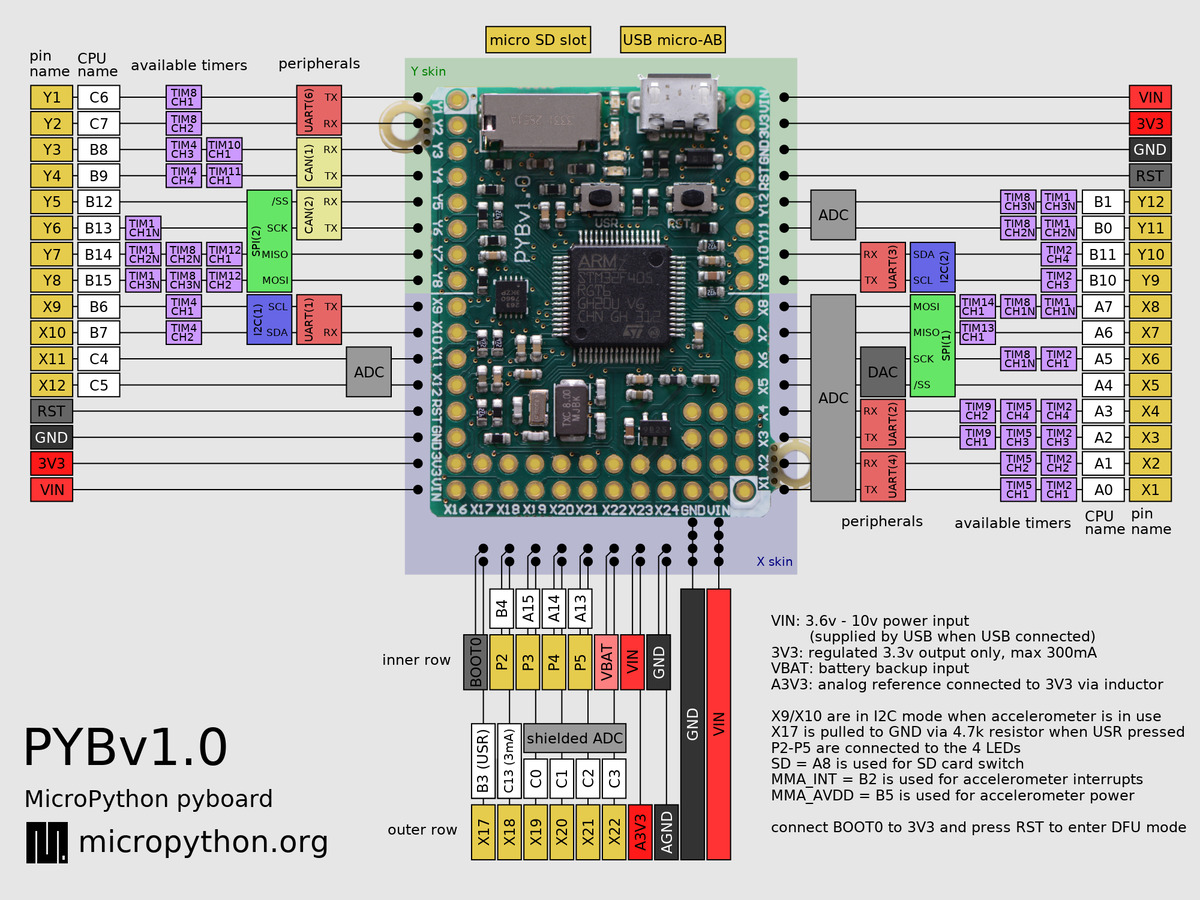 micro SD slot
USB micro-AB
pin name
CPU name
available timers
peripherals
Y skin
Y1 C6 TIM8 CH1 UART(6) TX
Y2 C7 TIM8 CH2 RX
Y3 B8 TIM4 CH3 TIM10 CH1 CAN(1) RX
Y4 B9 TIM4 CH4 TIM11 CH1 TX
Y5 B12 SPI(2) /SS CAN(2) RX
Y6 B13 TIM1 CH1N SCK TX
Y7 B14 TIM1 CH2N TIM8 CH2N TIM12 CH1 MISO
Y8 B15 TIM1 CH3N TIM8 CH3N TIM12 CH2 MOSI
X9 B6 TIM4 CH1 I2C(1) SCL UART(1) TX
X10 B7 TIM4 CH2 SDA RX
X11 C4 ADC
X12 C5
RST
GND
3V3
VIN
Y1
Y2
Y3
Y4
Y5
Y6
Y7
Y8
X9
X10
X11
X12
RST
GND
3V3
VIN
PYBv1.0
USR
RST
ARM
VIN
3V3
GND
RST
Y12
Y11
Y10
Y9
X8
X7
X6
X5
X4
X3
X2
X1
X16 X17 X18 X19 X20 X21 X22 X23 X24 GND VIN
X skin
VIN
3V3
GND
RST
ADC TIM8 CH3N TIM1 CH3N B1 Y12
TIM8 CH2N TIM1 CH2N B0 Y11
RX UART(3) SDA I2C(2) TIM2 CH4 B11 Y10
TX SCL TIM2 CH3 B10 Y9
ADC MOSI SPI(1) TIM14 CH1 TIM8 CH1N TIM1 CH1N A7 X8
MISO TIM13 CH1 A6 X7
DAC SCK TIM8 CH1N TIM2 CH1 A5 X6
/SS A4 X5
RX UART(2) TIM9 CH2 TIM5 CH4 TIM2 CH4 A3 X4
TX TIM9 CH1 TIM5 CH3 TIM2 CH3 A2 X3
RX UART(4) TIM5 CH2 TIM2 CH2 A1 X2
TX TIM5 CH1 TIM2 CH1 A0 X1
peripherals
available timers
CPU name
pin name
B4 A15 A14 A13
inner row BOOT0 P2 P3 P4 P5 VBAT VIN GND
GND VIN
B3 (USR) C13 (3mA) shielded ADC
C0 C1 C2 C3
outer row X17 X18 X19 X20 X21 X22 A3V3 AGND
VIN: 3.6v - 10v power input
(supplied by USB when USB connected)
3V3: regulated 3.3v output only, max 300mA
VBAT: battery backup input
A3V3: analog reference connected to 3V3 via inductor
X9/X10 are in I2C mode when accelerometer is in use
X17 is pulled to GND via 4.7k resistor when USR pressed
P2-P5 are connected to the 4 LEDs
SD = A8 is used for SD card switch
MMA_INT = B2 is used for accelerometer interrupts
MMA_AVDD = B5 is used for accelerometer power
connect BOOT0 to 3V3 and press RST to enter DFU mode
PYBv1.0
MicroPython pyboard
micropython.org